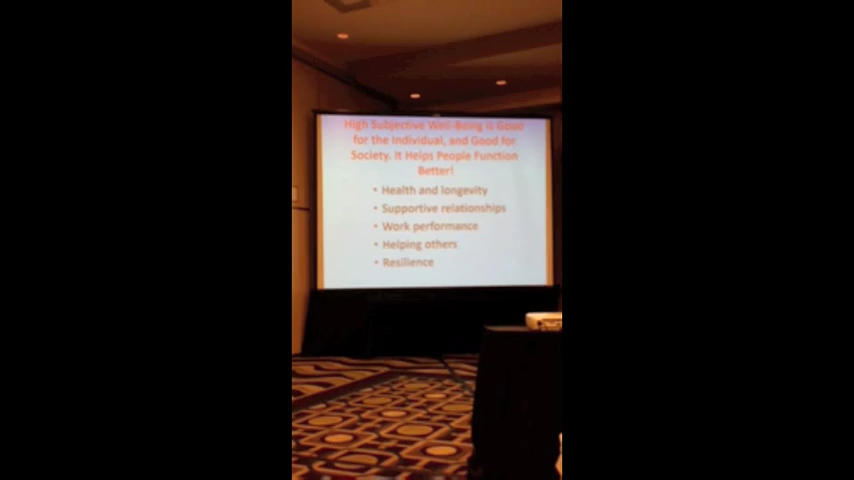 High Subjective Well-Being is Good
for the Individual, and Good for
Society. It Helps People Function
Better!
• Health and longevity
• Supportive relationships
• Work performance
• Helping others
• Resilience